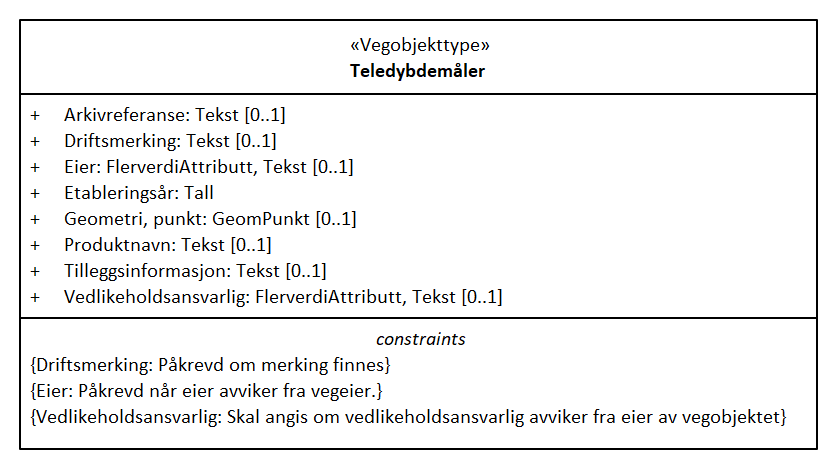 «Vegobjekttype»
Teledybdemåler
+ Arkivreferanse: Tekst [0..1]
+ Driftsmerking: Tekst [0..1]
+ Eier: FlerverdiAttributt, Tekst [0..1]
+ Etableringsår: Tall
+ Geometri, punkt: GeomPunkt [0..1]
+ Produktnavn: Tekst [0..1]
+ Tilleggsinformasjon: Tekst [0..1]
+ Vedlikeholdsansvarlig: FlerverdiAttributt, Tekst [0..1]
constraints
{Driftsmerking: Påkrevd om merking finnes}
{Eier: Påkrevd når eier avviker fra vegeier.}
{Vedlikeholdsansvarlig: Skal angis om vedlikeholdsansvarlig avviker fra eier av vegobjektet}